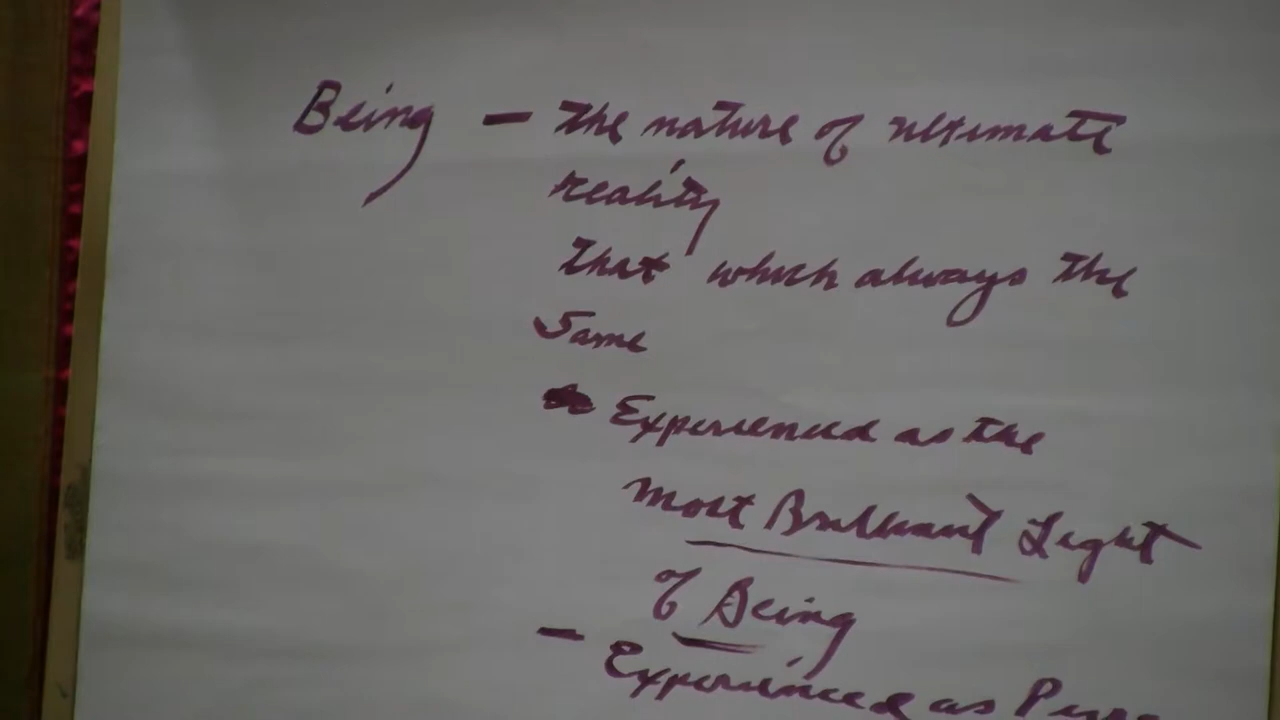 Being - the nature of ultimate
reality
that which always the
Same
Experienced as the
most Brilliant Light
of Being
- Experienced as Pure